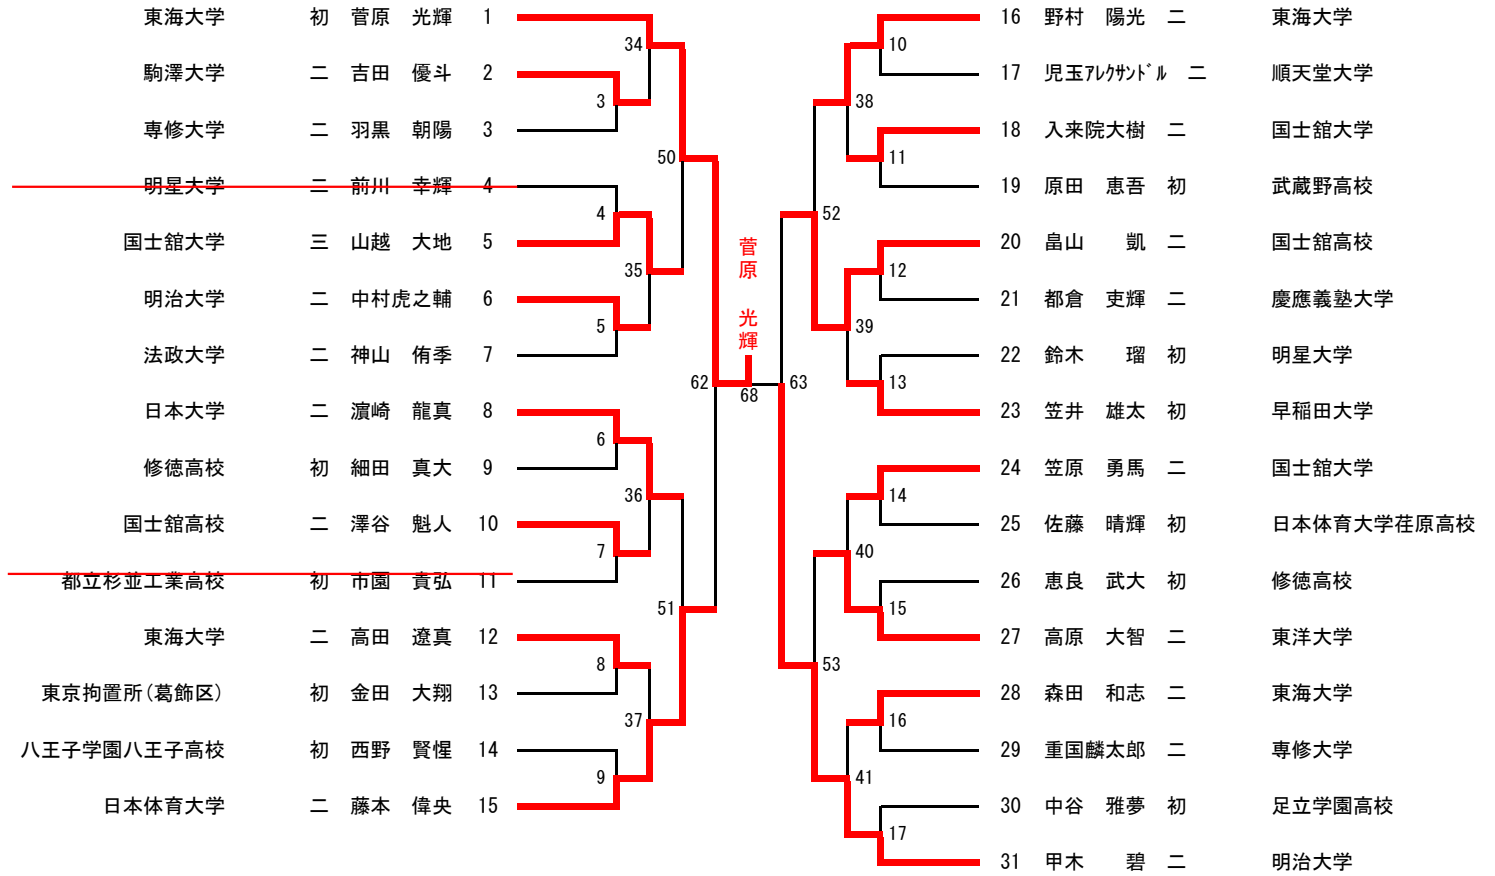 東海大学 初 菅原 光輝 1
駒澤大学 二 吉田 優斗 2
専修大学 二 羽黒 朝陽 3
明星大学 二 前川 幸輝 4
国士舘大学 三 山越 大地 5
明治大学 二 中村虎之輔 6
法政大学 二 神山 侑季 7
日本大学 二 濵崎 龍真 8
修徳高校 初 細田 真大 9
国士舘高校 二 澤谷 魁人 10
都立杉並工業高校 初 市園 貴弘 11
東海大学 二 高田 遼真 12
東京拘置所(葛飾区) 初 金田 大翔 13
八王子学園八王子高校 初 西野 賢惺 14
日本体育大学 二 藤本 偉央 15
3
4
5
6
7
8
9
34
35
36
37
50
51
62
菅原 光輝
68
63
52
53
38
39
40
41
10
11
12
13
14
15
16
17
16 野村 陽光 二 東海大学
17 児玉ｱﾚｸｻﾝﾄﾞﾙ 二 順天堂大学
18 入来院大樹 二 国士舘大学
19 原田 恵吾 初 武蔵野高校
20 畠山 凱 二 国士舘高校
21 都倉 吏輝 二 慶應義塾大学
22 鈴木 瑠 初 明星大学
23 笠井 雄太 初 早稲田大学
24 笠原 勇馬 二 国士舘大学
25 佐藤 晴輝 初 日本体育大学荏原高校
26 恵良 武大 初 修徳高校
27 高原 大智 二 東洋大学
28 森田 和志 二 東海大学
29 重国麟太郎 二 専修大学
30 中谷 雅夢 初 足立学園高校
31 甲木 碧 二 明治大学